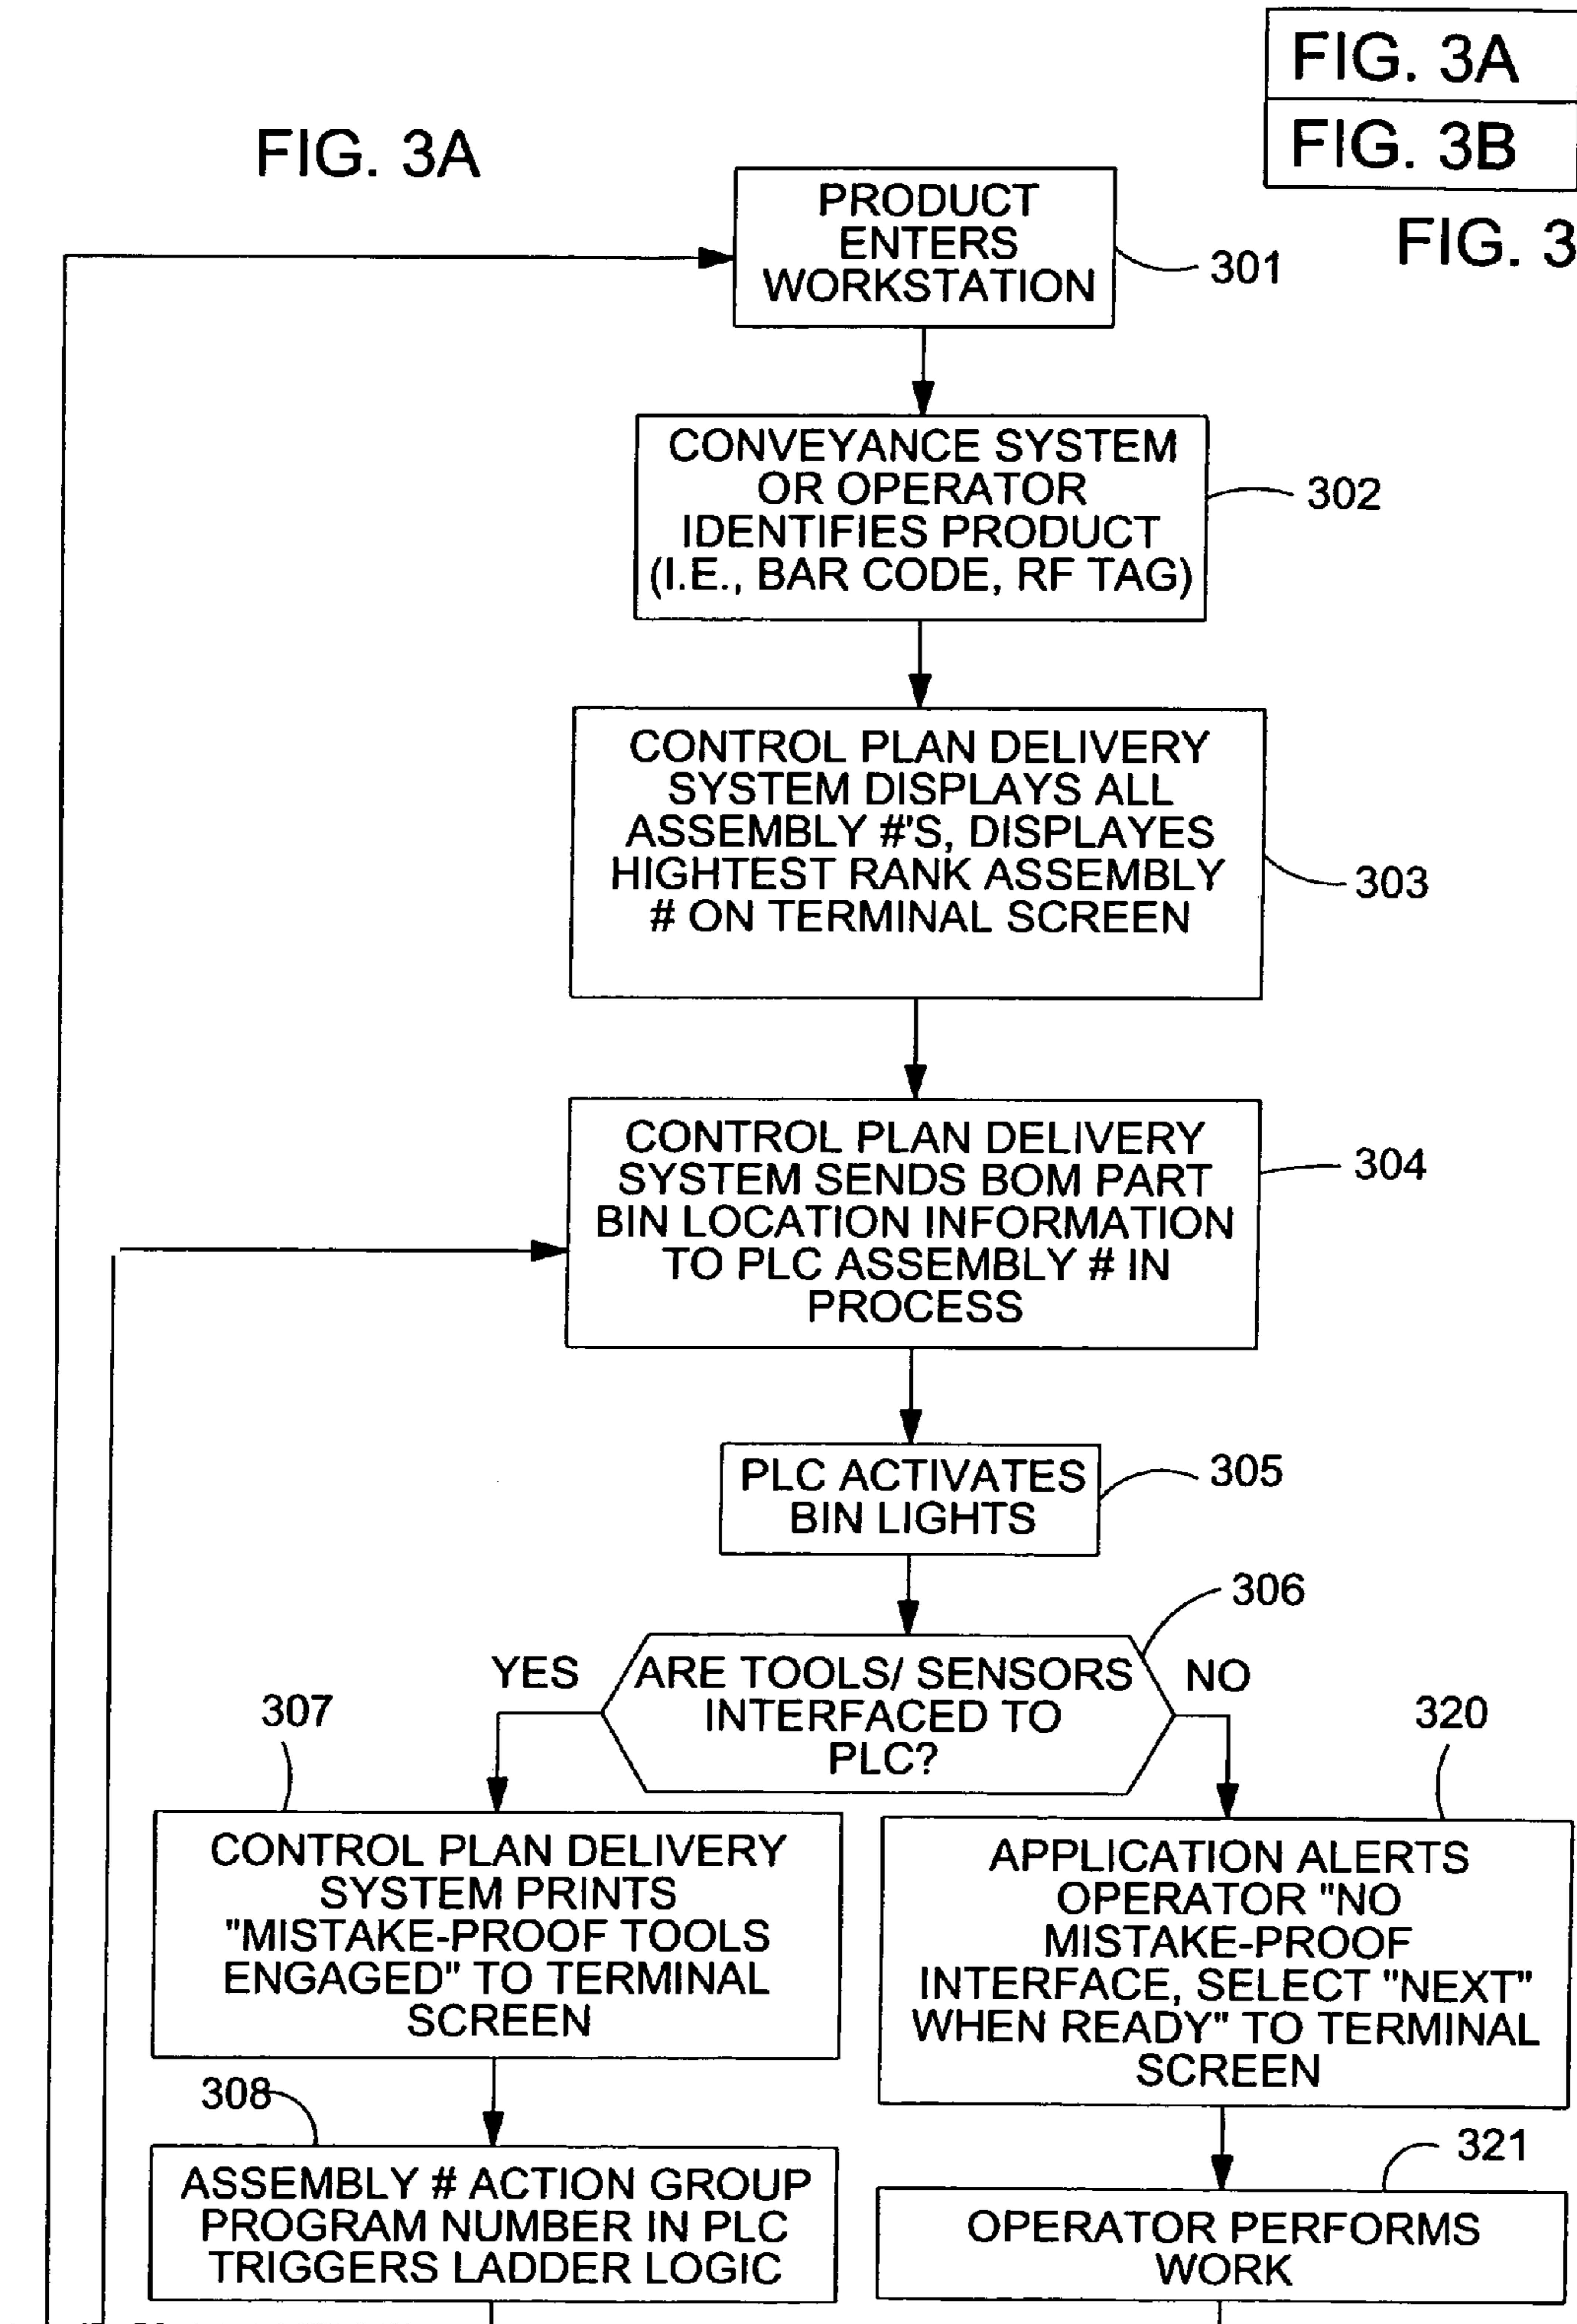 FIG. 3A
FIG. 3B
FIG. 3
FIG. 3A
PRODUCT
ENTERS
WORKSTATION
301
CONVEYANCE SYSTEM
OR OPERATOR
IDENTIFIES PRODUCT
(I.E., BAR CODE, RF TAG)
302
CONTROL PLAN DELIVERY
SYSTEM DISPLAYS ALL
ASSEMBLY #'S, DISPLAYES
HIGHTEST RANK ASSEMBLY
# ON TERMINAL SCREEN
303
CONTROL PLAN DELIVERY
SYSTEM SENDS BOM PART
BIN LOCATION INFORMATION
TO PLC ASSEMBLY # IN
PROCESS
304
PLC ACTIVATES
BIN LIGHTS
305
306
YES
ARE TOOLS/ SENSORS
INTERFACED TO
PLC?
NO
307
CONTROL PLAN DELIVERY
SYSTEM PRINTS
"MISTAKE-PROOF TOOLS
ENGAGED" TO TERMINAL
SCREEN
320
APPLICATION ALERTS
OPERATOR "NO
MISTAKE-PROOF
INTERFACE, SELECT "NEXT"
WHEN READY" TO TERMINAL
SCREEN
308
ASSEMBLY # ACTION GROUP
PROGRAM NUMBER IN PLC
TRIGGERS LADDER LOGIC
321
OPERATOR PERFORMS
WORK